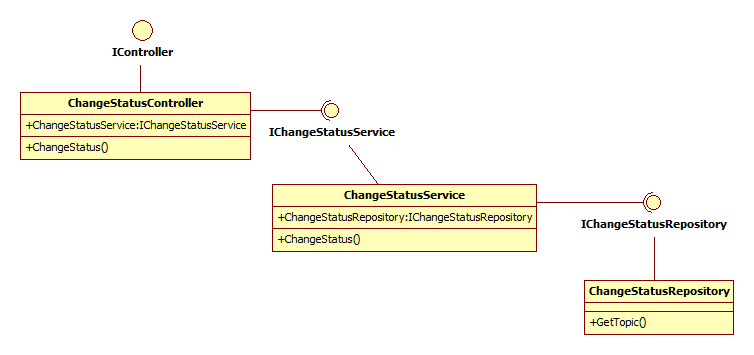 IController
ChangeStatusController
+ChangeStatusService:IChangeStatusService
+ChangeStatus()
IChangeStatusService
ChangeStatusService
+ChangeStatusRepository:IChangeStatusRepository
+ChangeStatus()
IChangeStatusRepository
ChangeStatusRepository
+GetTopic()